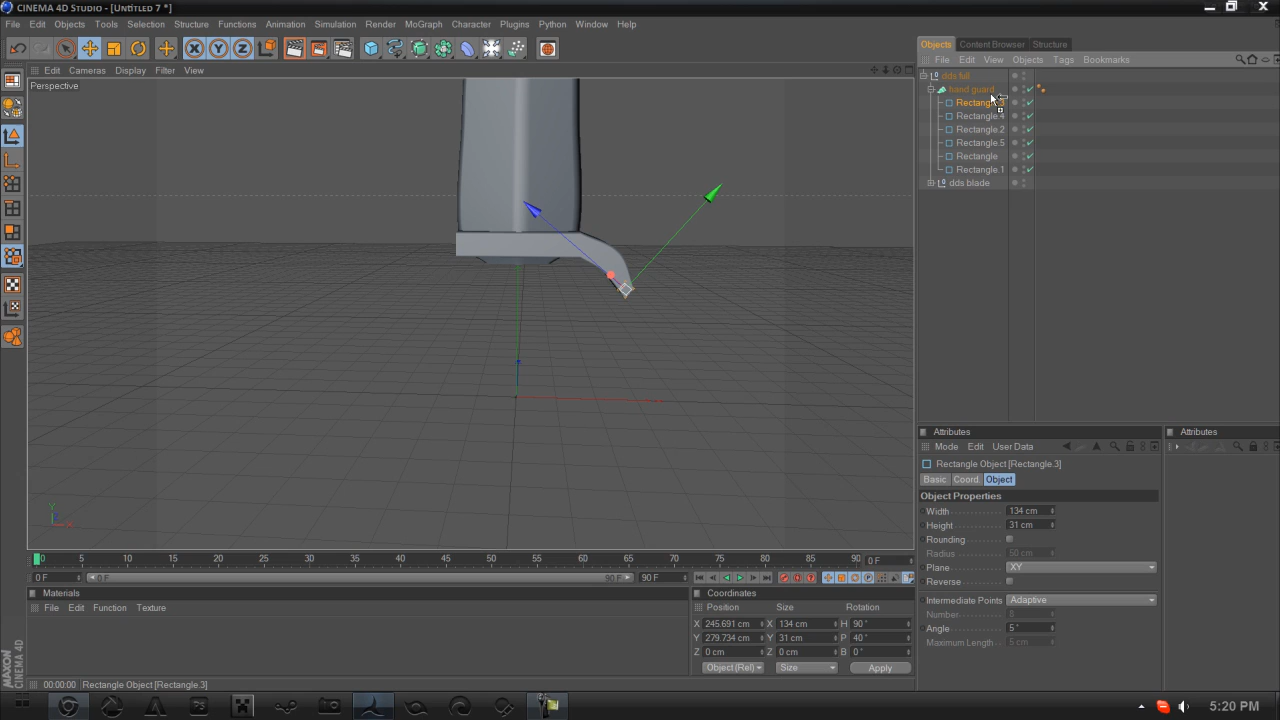 CINEMA 4D Studio - [Untitled 7 *]
File Edit Objects Tools Selection Structure Functions Animation Simulation Render MoGraph Character Plugins Python Window Help
Objects Content Browser Structure
Edit Cameras Display Filter View
File Edit View Objects Tags Bookmarks
Perspective
dds full
hand guard
Rectangle.3
Rectangle.4
Rectangle.2
Rectangle.5
Rectangle
Rectangle.1
dds blade
Attributes
Attributes
Mode Edit User Data
Rectangle Object [Rectangle.3]
Basic Coord. Object
Object Properties
Width 134 cm
Height 31 cm
Rounding
Radius 50 cm
Plane XY
Reverse
Intermediate Points Adaptive
Number 8
Angle 5 °
Maximum Length 5 cm
Y
X
0 5 10 15 20 25 30 35 40 45 50 55 60 65 70 75 80 85 90 0 F
0 F 0 F 90 F 90 F
Materials
File Edit Function Texture
Coordinates
Position Size Rotation
X 245.691 cm X 134 cm H 90 °
Y 279.734 cm Y 31 cm P 40 °
Z 0 cm Z 0 cm B 0 °
Object (Rel) Size Apply
MAXON CINEMA 4D
00:00:00 Rectangle Object [Rectangle.3]
5:20 PM